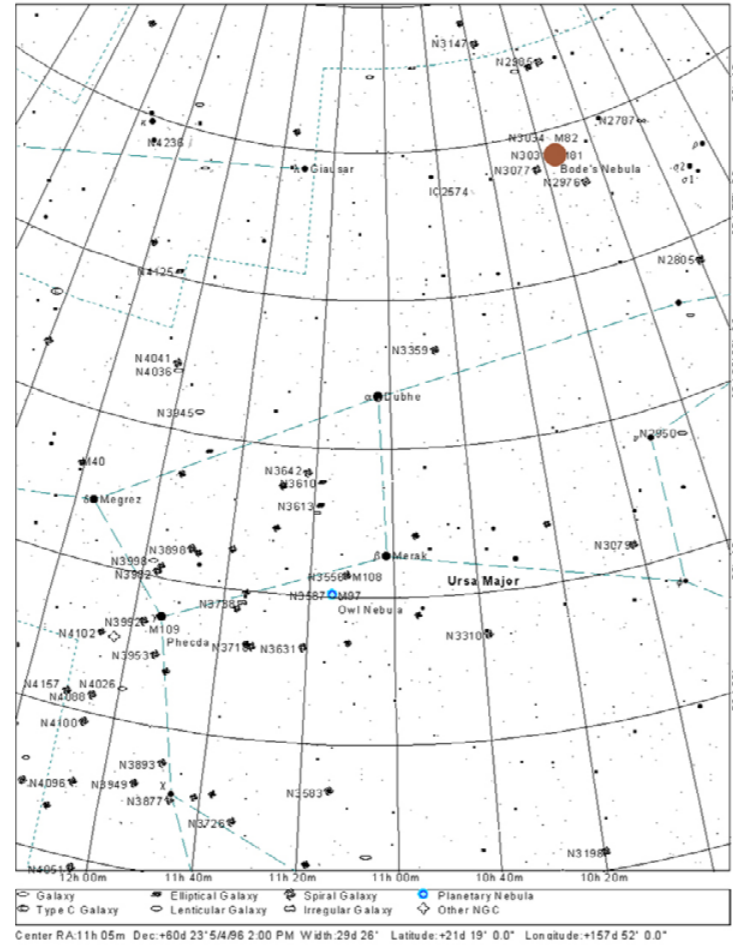 N3147
N2985
N2787
N3034 M82
κ
N4236
N303 M81
ρ
λ Giausar
N3077
Bode's Nebula
σ2
σ1
N2976
IC2574
N2805
N4125
N3359
N4041
N4036
α Dubhe
N3945
N2950
υ
M40
N3642
N3610
δ Megrez
N3613
N3079
N3898
N3998
N3982
β Merak
N3556 M108
Ursa Major
φ
N3587 M97
N3738
Owl Nebula
N3992 γ
M109
N4102
Phecda
N3310
N3718
N3631
N3953
N4157 N4026
N4088
N4100
N3893
N4096
N3949
χ
N3583
N3877
N3726
N3198
N4051
12h 00m 11h 40m 11h 20m 11h 00m 10h 40m 10h 20m
Galaxy Elliptical Galaxy Spiral Galaxy Planetary Nebula
Type C Galaxy Lenticular Galaxy Irregular Galaxy Other NGC
Center RA:11h 05m Dec:+60d 23' 5/4/96 2:00 PM Width:29d 26' Latitude:+21d 19' 0.0" Longitude:+157d 52' 0.0"